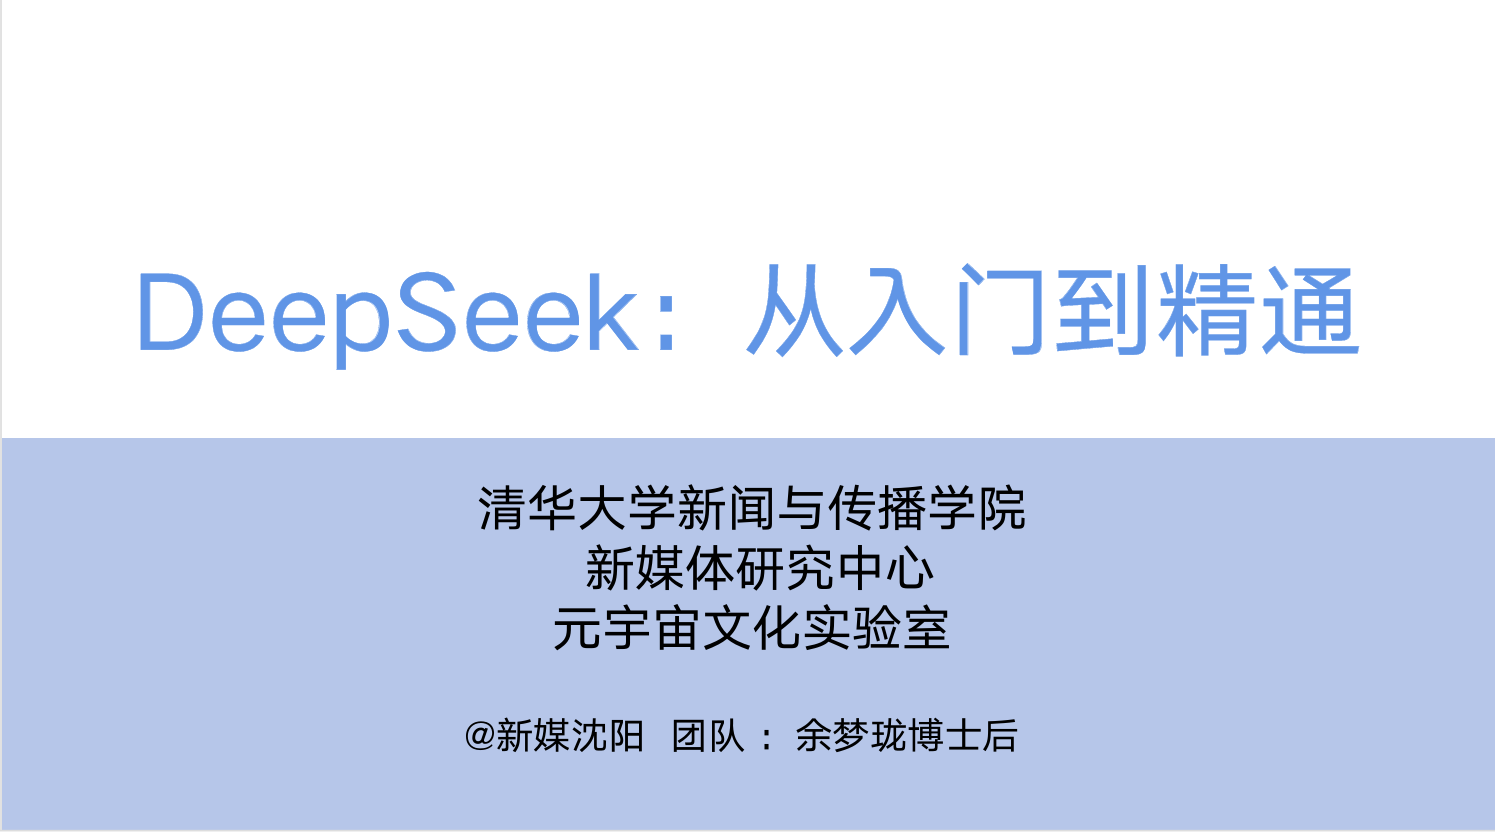 DeepSeek：从入门到精通
清华大学新闻与传播学院
新媒体研究中心
元宇宙文化实验室
@新媒沈阳 团队：余梦珑博士后